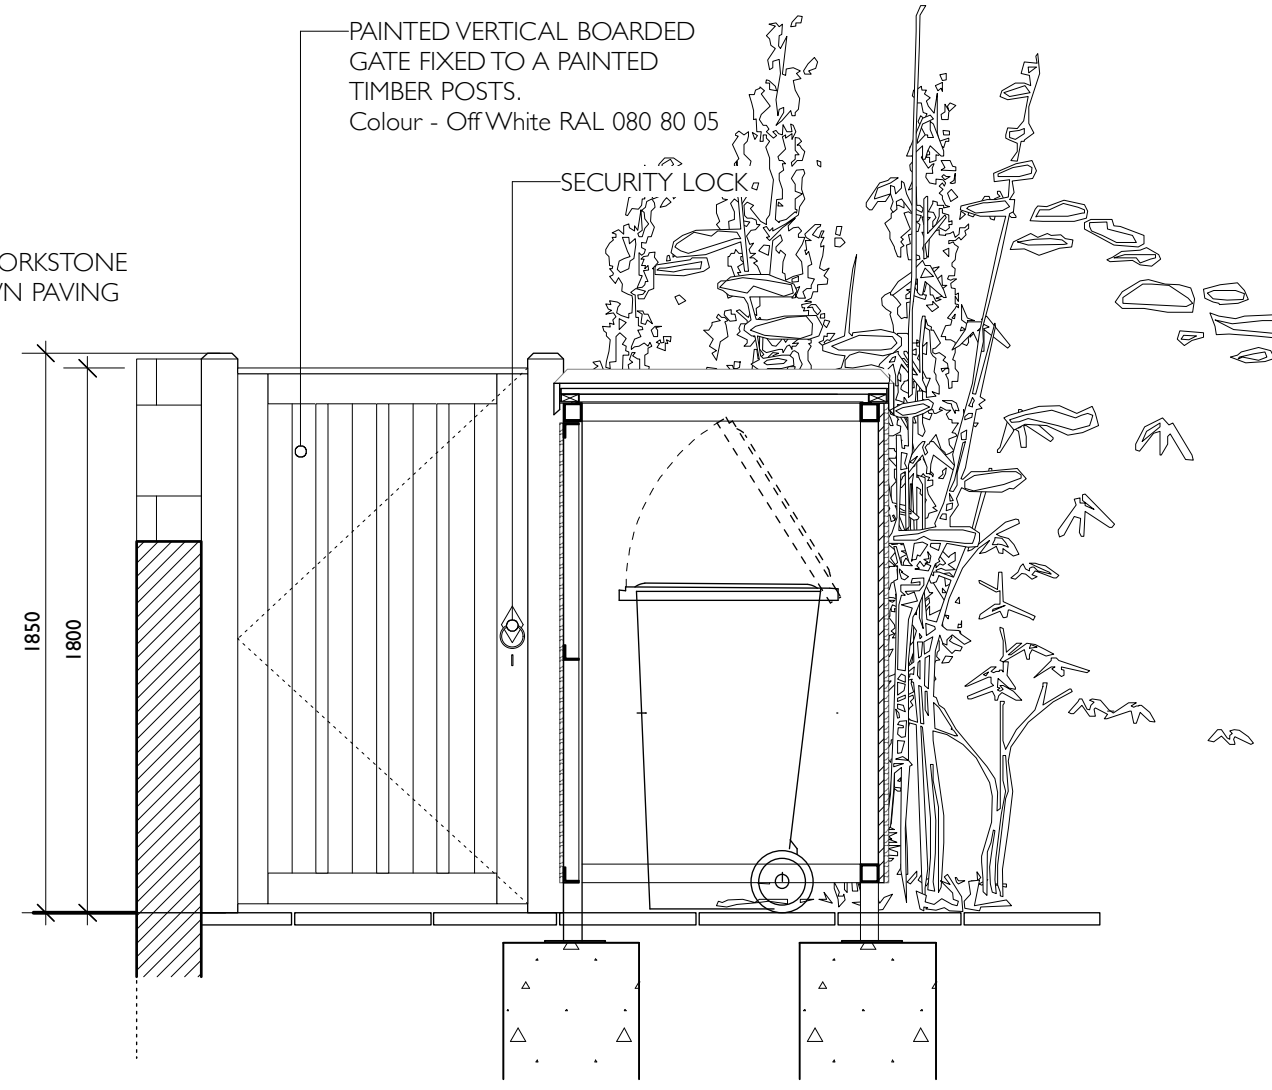 PAINTED VERTICAL BOARDED
GATE FIXED TO A PAINTED
TIMBER POSTS.
Colour - Off White RAL 080 80 05
SECURITY LOCK
PAVING
1850
1800